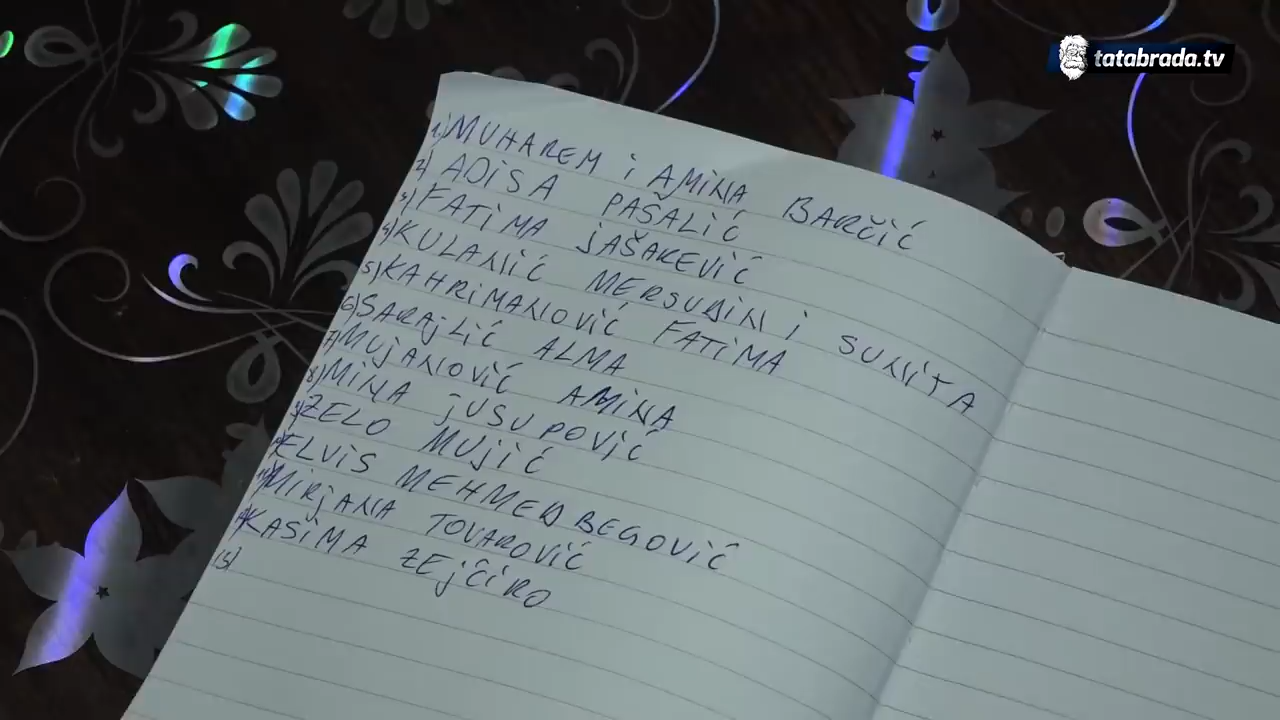 tatabrada.tv
1) MUHAREM i AMINA BARČIĆ
2) ADISA PAŠALIĆ
3) FATIMA JAŠAREVIĆ
4) KULANIĆ MERSUDIN i SUNITA
5) KAHRIMANOVIĆ FATIMA
6) SARAJLIĆ ALMA
7) MUJANOVIĆ AMINA
8) MINA JUSUPOVIĆ
9) ZELO MUJIĆ
10) ELVIS MEHMEDBEGOVIĆ
11) MIRJANA TOVAROVIĆ
12) KASIMA ZEJČIRO
13)